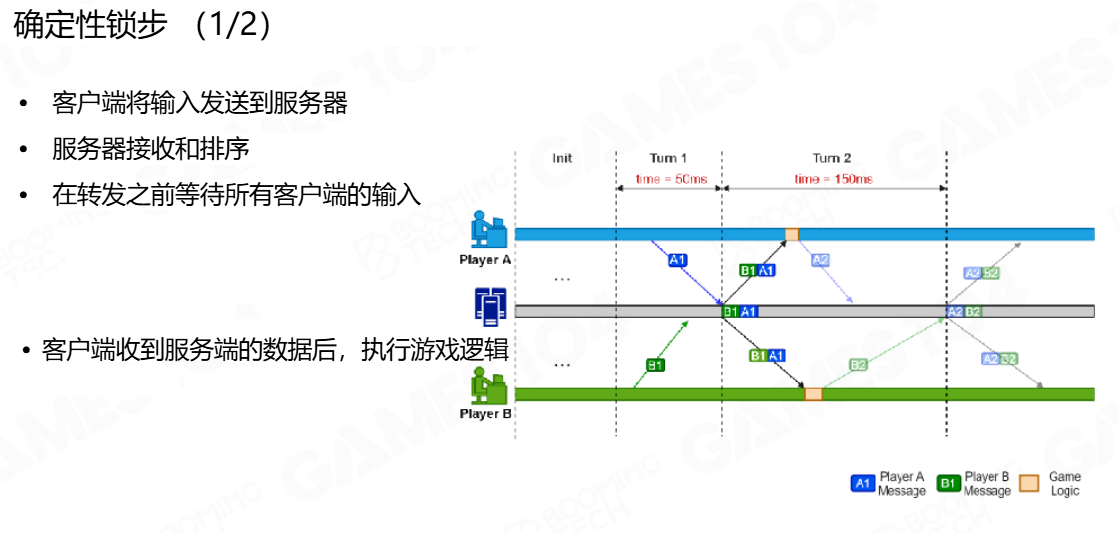 确定性锁步 （1/2）
• 客户端将输入发送到服务器
• 服务器接收和排序
• 在转发之前等待所有客户端的输入
• 客户端收到服务端的数据后，执行游戏逻辑
Init Turn 1 Turn 2
time = 50ms time = 150ms
Player A
A1 B1 A1 A2 A2 B2
...
B1 A1 A2 B2
...
B1 B1 A1 B2 A2 B2
Player B
A1 Player A Message B1 Player B Message Game Logic
GAMES104
BOOMING TECH